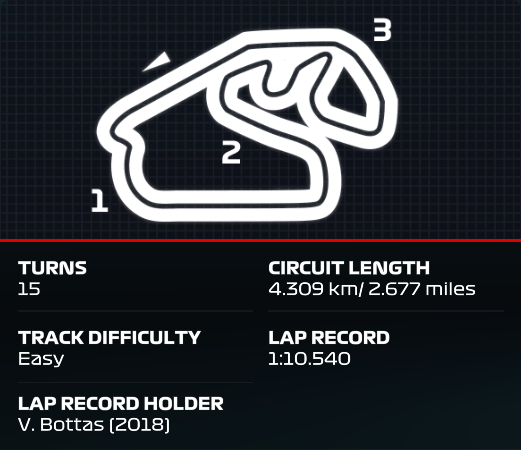 3
2
1
TURNS
15
CIRCUIT LENGTH
4.309 km/ 2.677 miles
TRACK DIFFICULTY
Easy
LAP RECORD
1:10.540
LAP RECORD HOLDER
V. Bottas (2018)